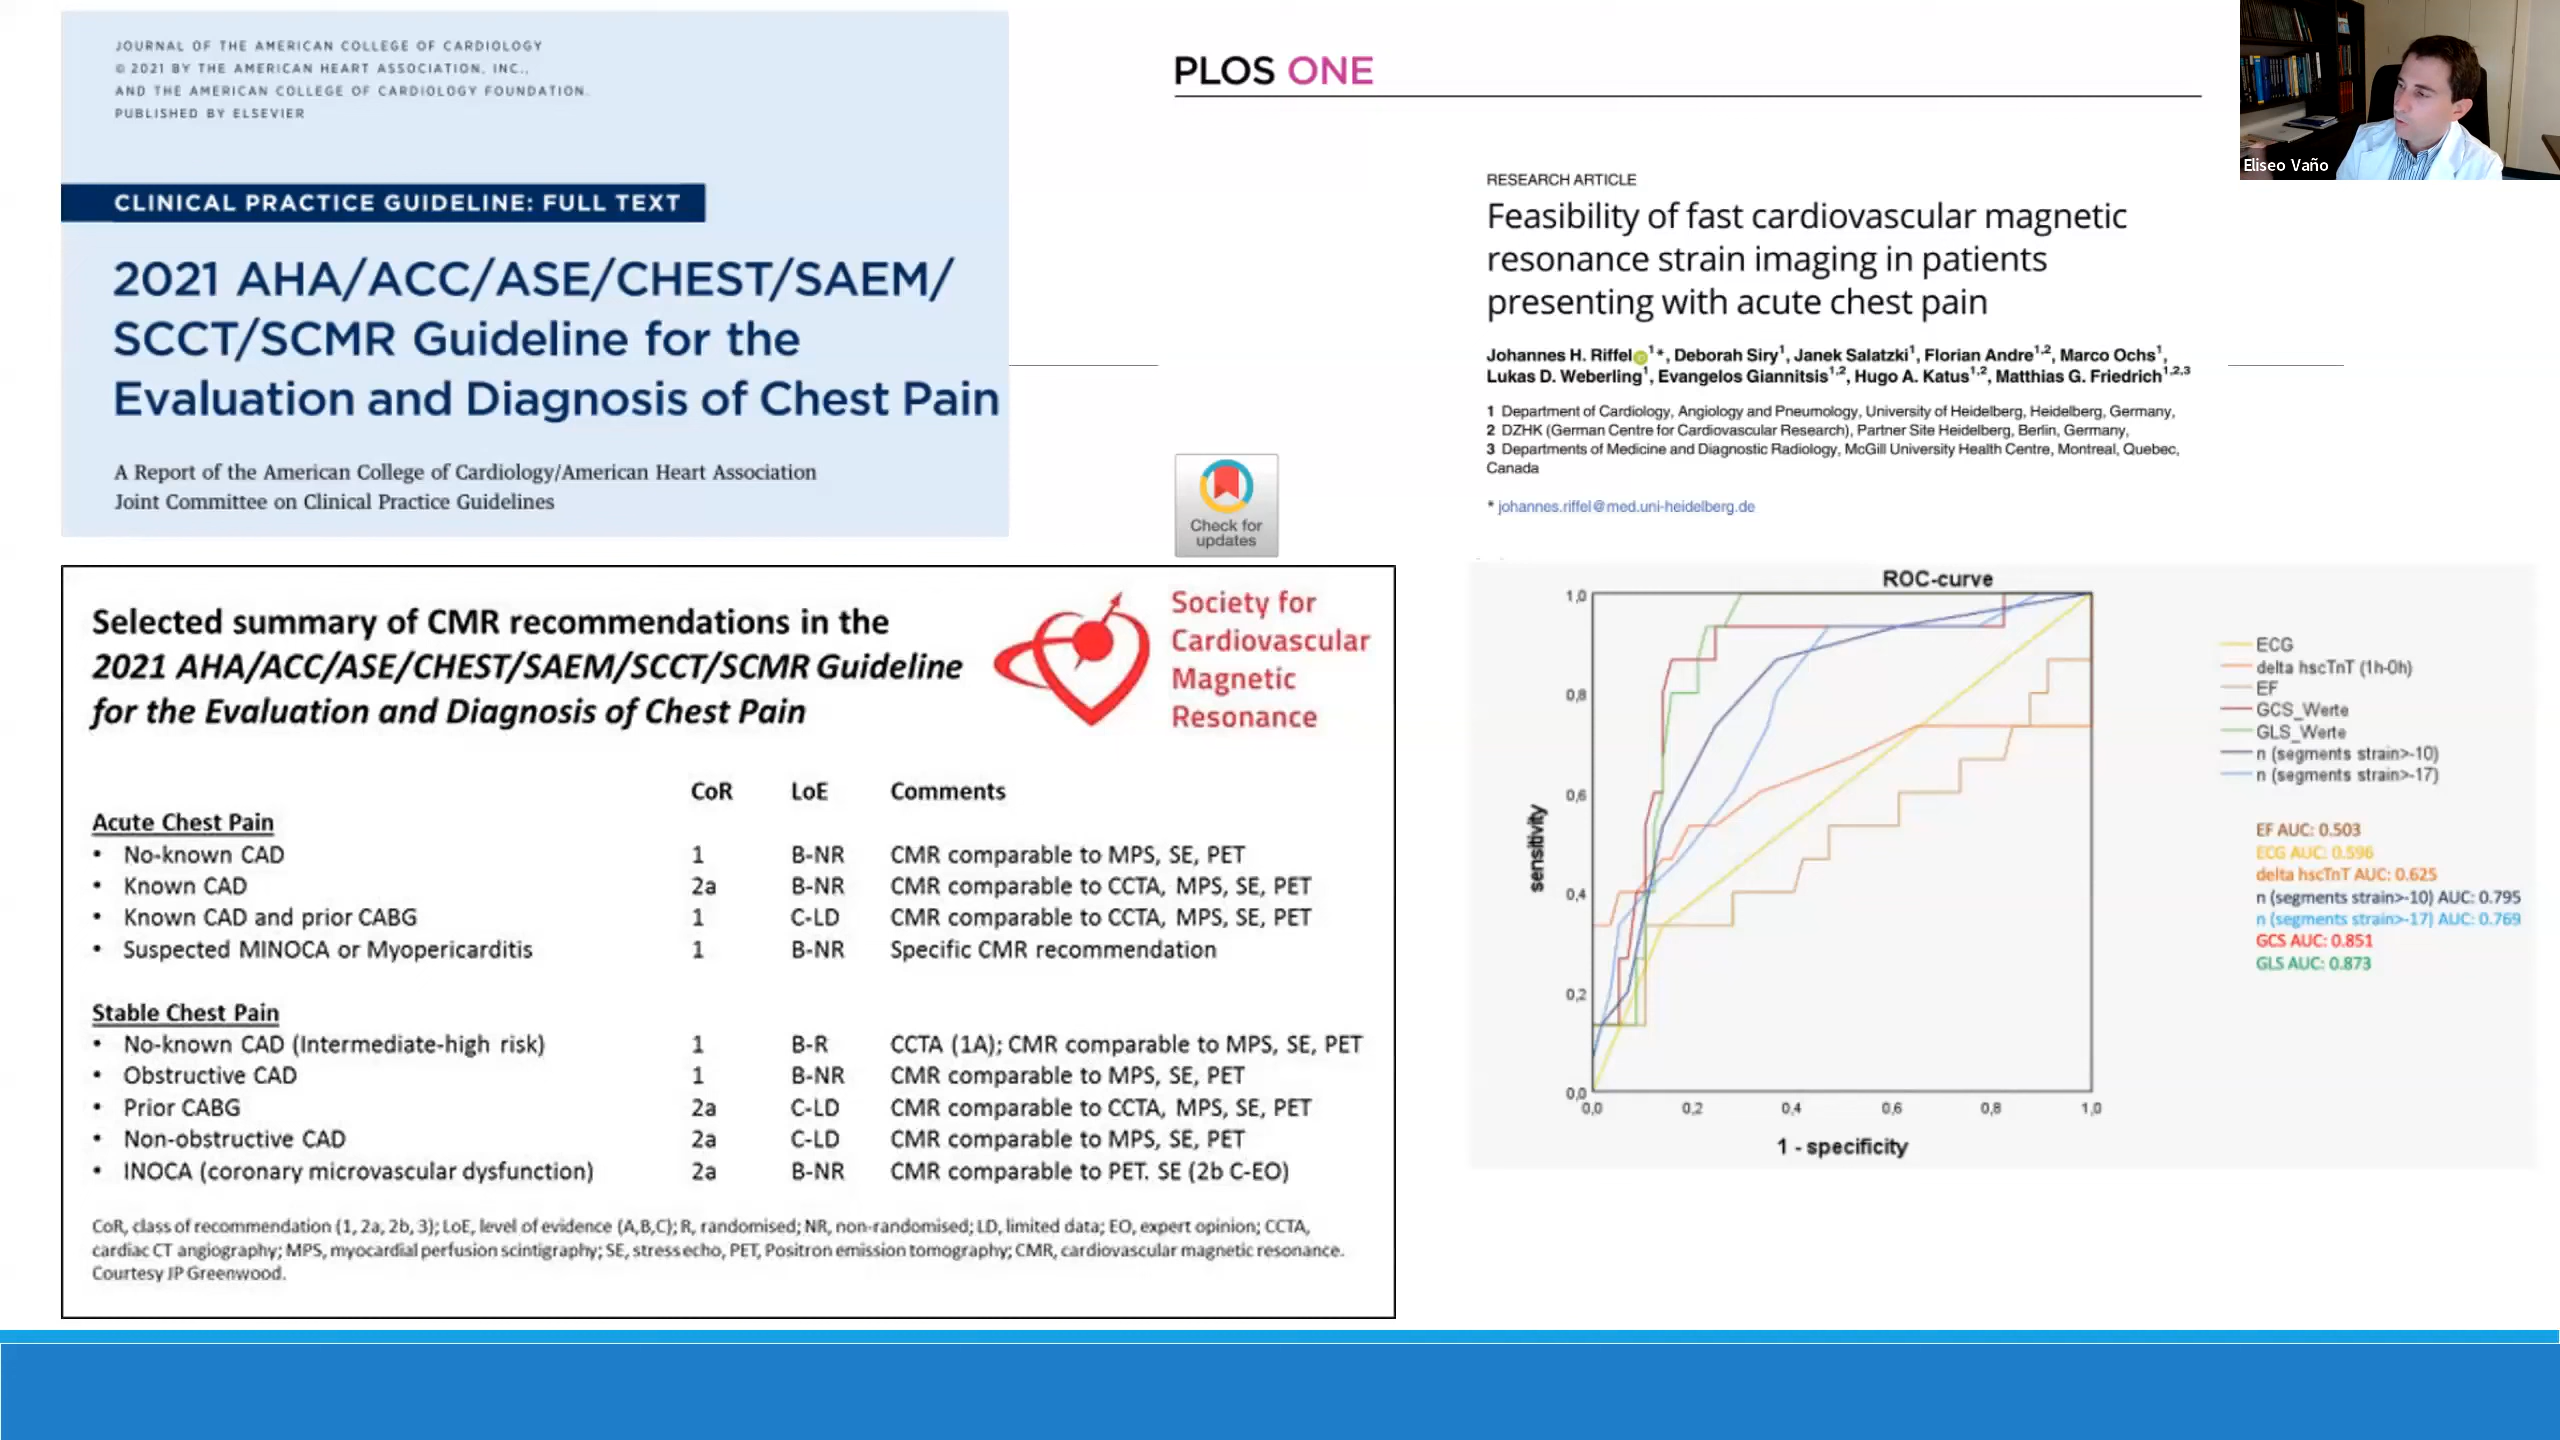 JOURNAL OF THE AMERICAN COLLEGE OF CARDIOLOGY
© 2021 BY THE AMERICAN HEART ASSOCIATION, INC.,
AND THE AMERICAN COLLEGE OF CARDIOLOGY FOUNDATION.
PUBLISHED BY ELSEVIER
CLINICAL PRACTICE GUIDELINE: FULL TEXT
2021 AHA/ACC/ASE/CHEST/SAEM/
SCCT/SCMR Guideline for the
Evaluation and Diagnosis of Chest Pain
A Report of the American College of Cardiology/American Heart Association
Joint Committee on Clinical Practice Guidelines
PLOS ONE
Check for
updates
RESEARCH ARTICLE
Feasibility of fast cardiovascular magnetic
resonance strain imaging in patients
presenting with acute chest pain
Johannes H. Riffel1*, Deborah Siry1, Janek Salatzki1, Florian Andre1,2, Marco Ochs1,
Lukas D. Weberling1, Evangelos Giannitsis1,2, Hugo A. Katus1,2, Matthias G. Friedrich1,2,3
1 Department of Cardiology, Angiology and Pneumology, University of Heidelberg, Heidelberg, Germany,
2 DZHK (German Centre for Cardiovascular Research), Partner Site Heidelberg, Berlin, Germany,
3 Departments of Medicine and Diagnostic Radiology, McGill University Health Centre, Montreal, Quebec,
Canada
* johannes.riffel@med.uni-heidelberg.de
Eliseo Vaño
Selected summary of CMR recommendations in the
2021 AHA/ACC/ASE/CHEST/SAEM/SCCT/SCMR Guideline
for the Evaluation and Diagnosis of Chest Pain
Society for
Cardiovascular
Magnetic
Resonance
CoR LoE Comments
Acute Chest Pain
• No-known CAD 1 B-NR CMR comparable to MPS, SE, PET
• Known CAD 2a B-NR CMR comparable to CCTA, MPS, SE, PET
• Known CAD and prior CABG 1 C-LD CMR comparable to CCTA, MPS, SE, PET
• Suspected MINOCA or Myopericarditis 1 B-NR Specific CMR recommendation
Stable Chest Pain
• No-known CAD (Intermediate-high risk) 1 B-R CCTA (1A); CMR comparable to MPS, SE, PET
• Obstructive CAD 1 B-NR CMR comparable to MPS, SE, PET
• Prior CABG 2a C-LD CMR comparable to CCTA, MPS, SE, PET
• Non-obstructive CAD 2a C-LD CMR comparable to MPS, SE, PET
• INOCA (coronary microvascular dysfunction) 2a B-NR CMR comparable to PET. SE (2b C-EO)
CoR, class of recommendation (1, 2a, 2b, 3); LoE, level of evidence (A,B,C); R, randomised; NR, non-randomised; LD, limited data; EO, expert opinion; CCTA,
cardiac CT angiography; MPS, myocardial perfusion scintigraphy; SE, stress echo, PET, Positron emission tomography; CMR, cardiovascular magnetic resonance.
Courtesy JP Greenwood.
ROC-curve
1,0
0,8
0,6
0,4
0,2
0,0
sensitivity
0,0 0,2 0,4 0,6 0,8 1,0
1 - specificity
ECG
delta hscTnT (1h-0h)
EF
GCS_Werte
GLS_Werte
n (segments strain>-10)
n (segments strain>-17)
EF AUC: 0.503
ECG AUC: 0.596
delta hscTnT AUC: 0.625
n (segments strain>-10) AUC: 0.795
n (segments strain>-17) AUC: 0.769
GCS AUC: 0.851
GLS AUC: 0.873